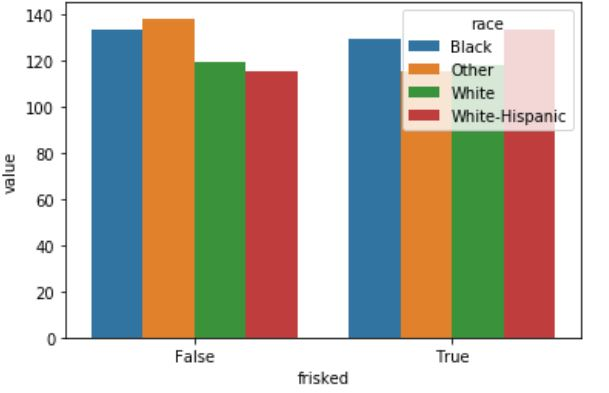 140
120
100
80
60
40
20
0
value
False
True
frisked
race
Black
Other
White
White-Hispanic